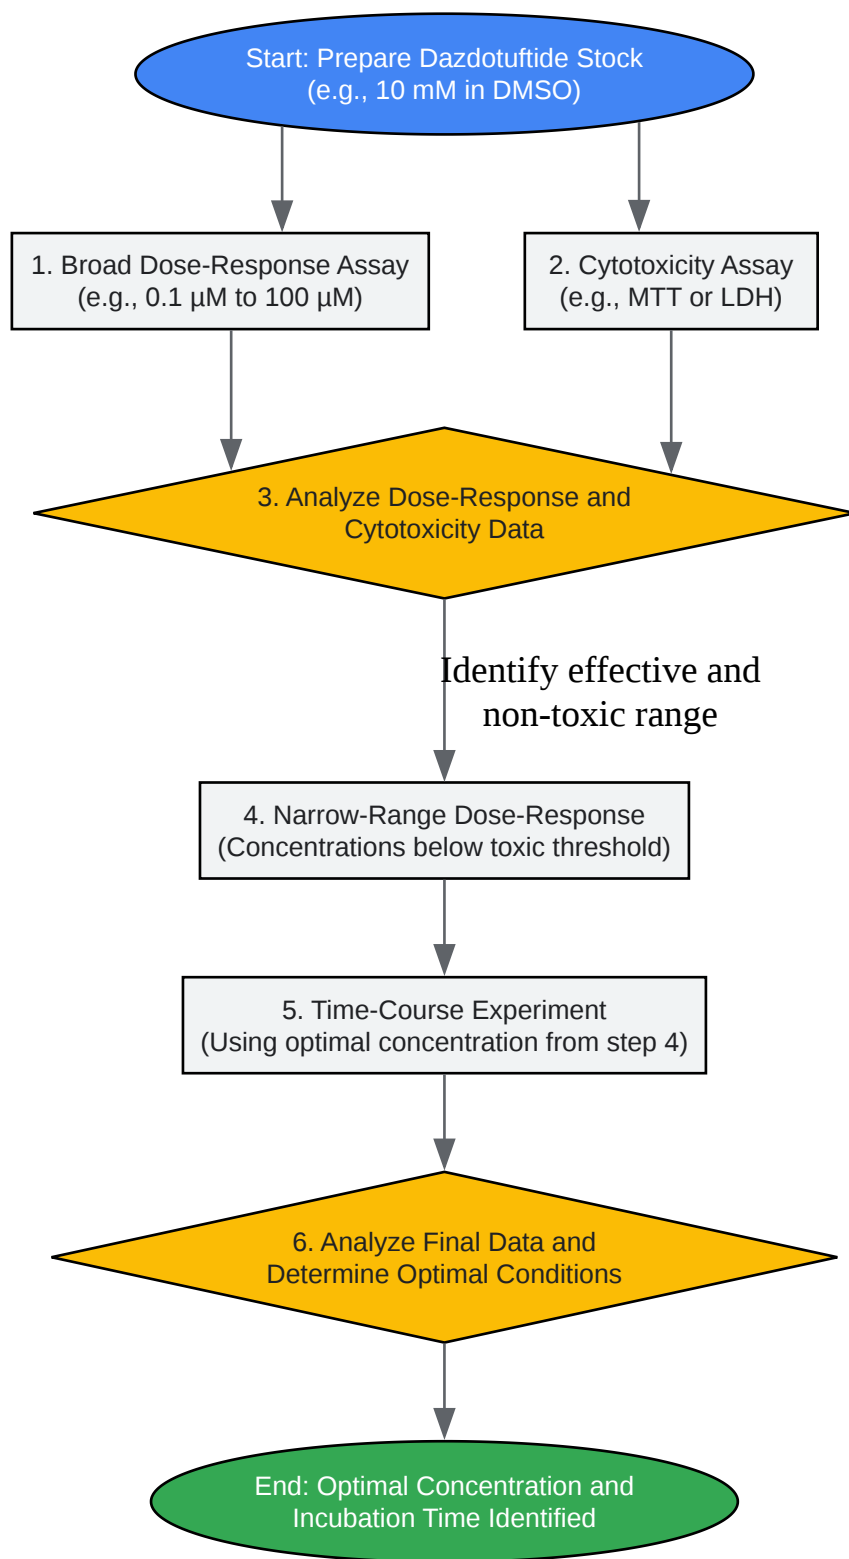 Start: Prepare Dazdotuftide Stock
(e.g., 10 mM in DMSO)
1. Broad Dose-Response Assay
(e.g., 0.1 µM to 100 µM)
2. Cytotoxicity Assay
(e.g., MTT or LDH)
3. Analyze Dose-Response and
Cytotoxicity Data
Identify effective and
non-toxic range
4. Narrow-Range Dose-Response
(Concentrations below toxic threshold)
5. Time-Course Experiment
(Using optimal concentration from step 4)
6. Analyze Final Data and
Determine Optimal Conditions
End: Optimal Concentration and
Incubation Time Identified